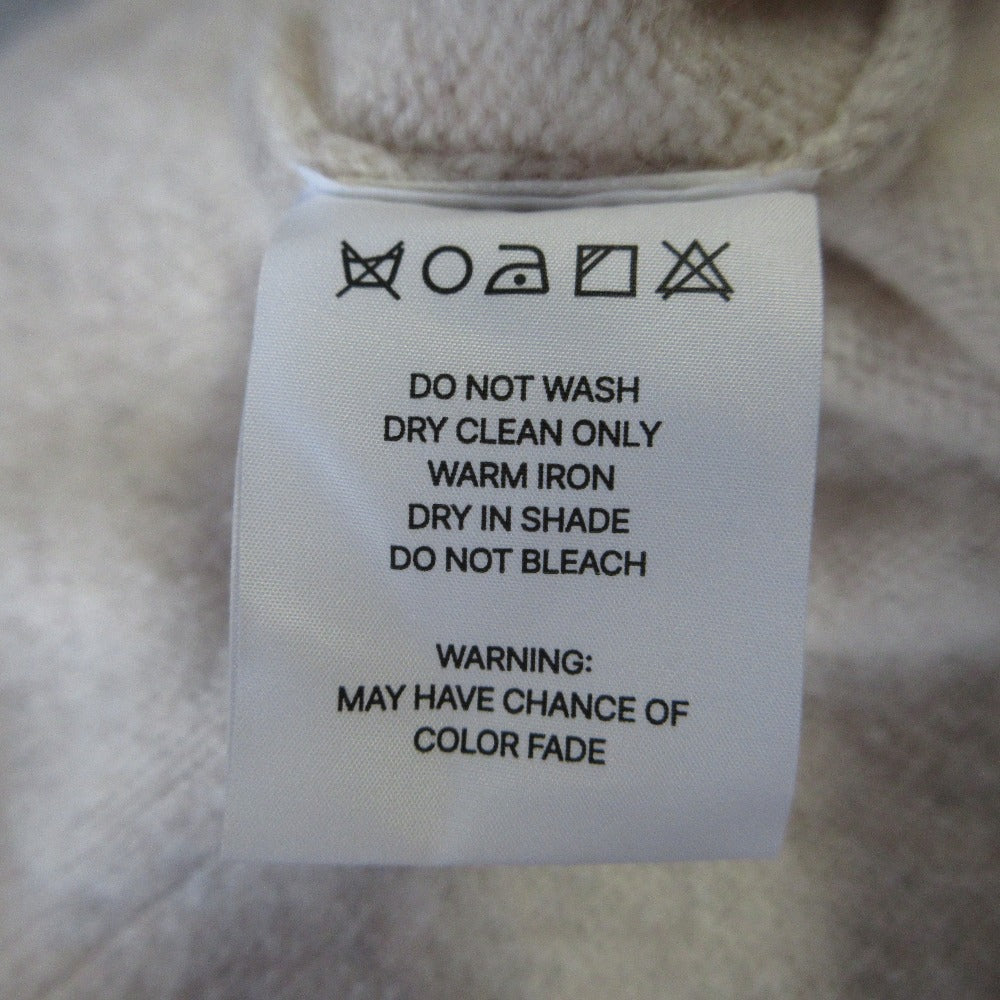 DO NOT WASH
DRY CLEAN ONLY
WARM IRON
DRY IN SHADE
DO NOT BLEACH
WARNING:
MAY HAVE CHANCE OF
COLOR FADE